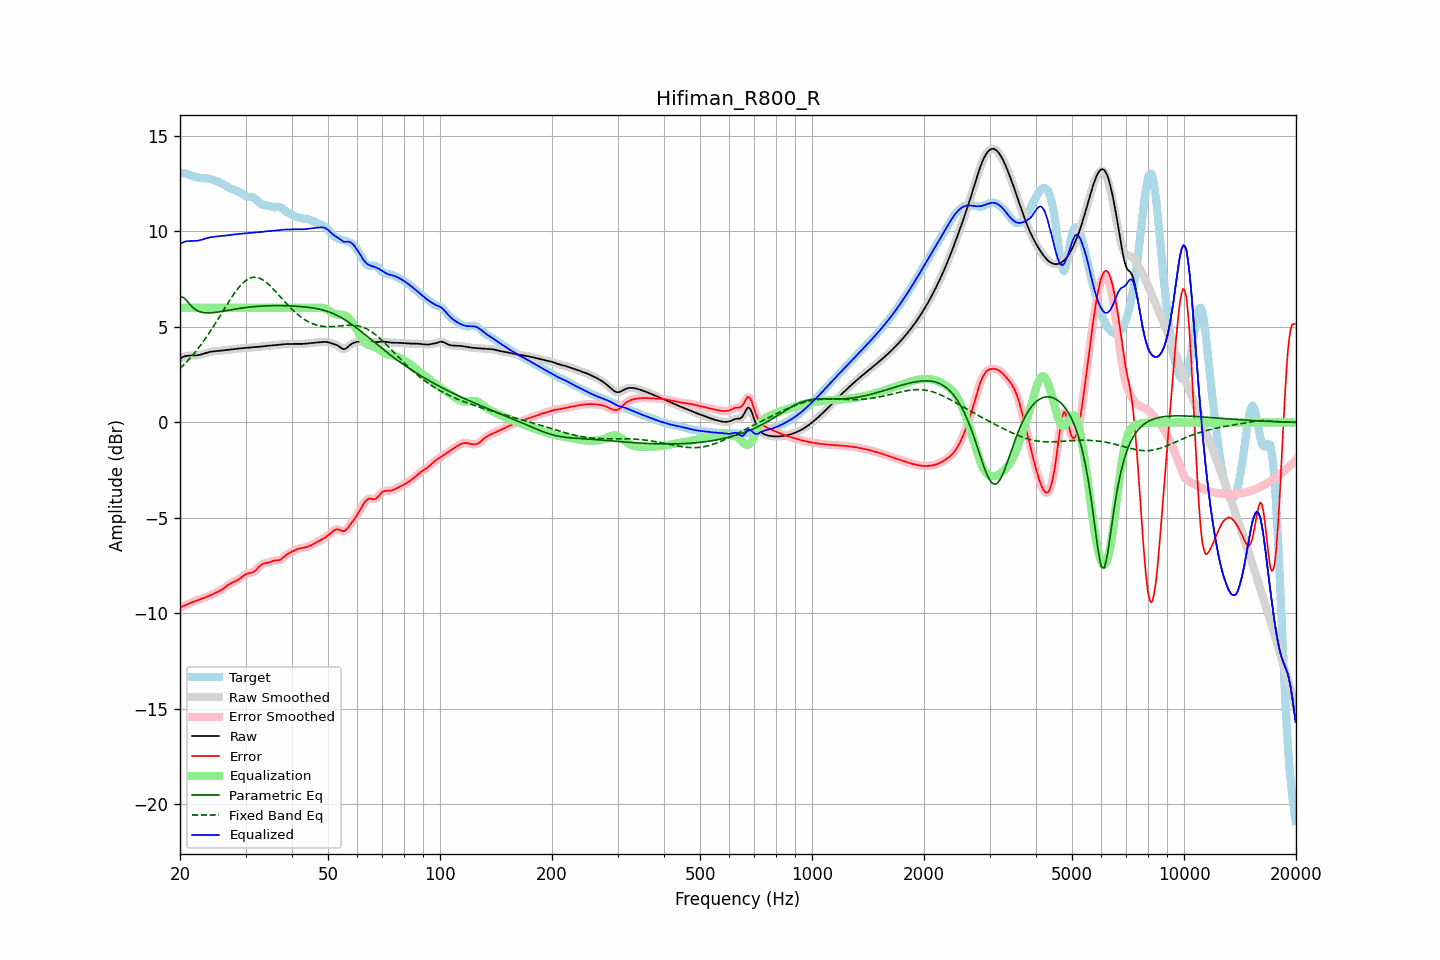 Hifiman_R800_R
Amplitude (dBr)
15
10
5
0
−5
−10
−15
−20
Target
Raw Smoothed
Error Smoothed
Raw
Error
Equalization
Parametric Eq
Fixed Band Eq
Equalized
20 50 100 200 500 1000 2000 5000 10000 20000
Frequency (Hz)